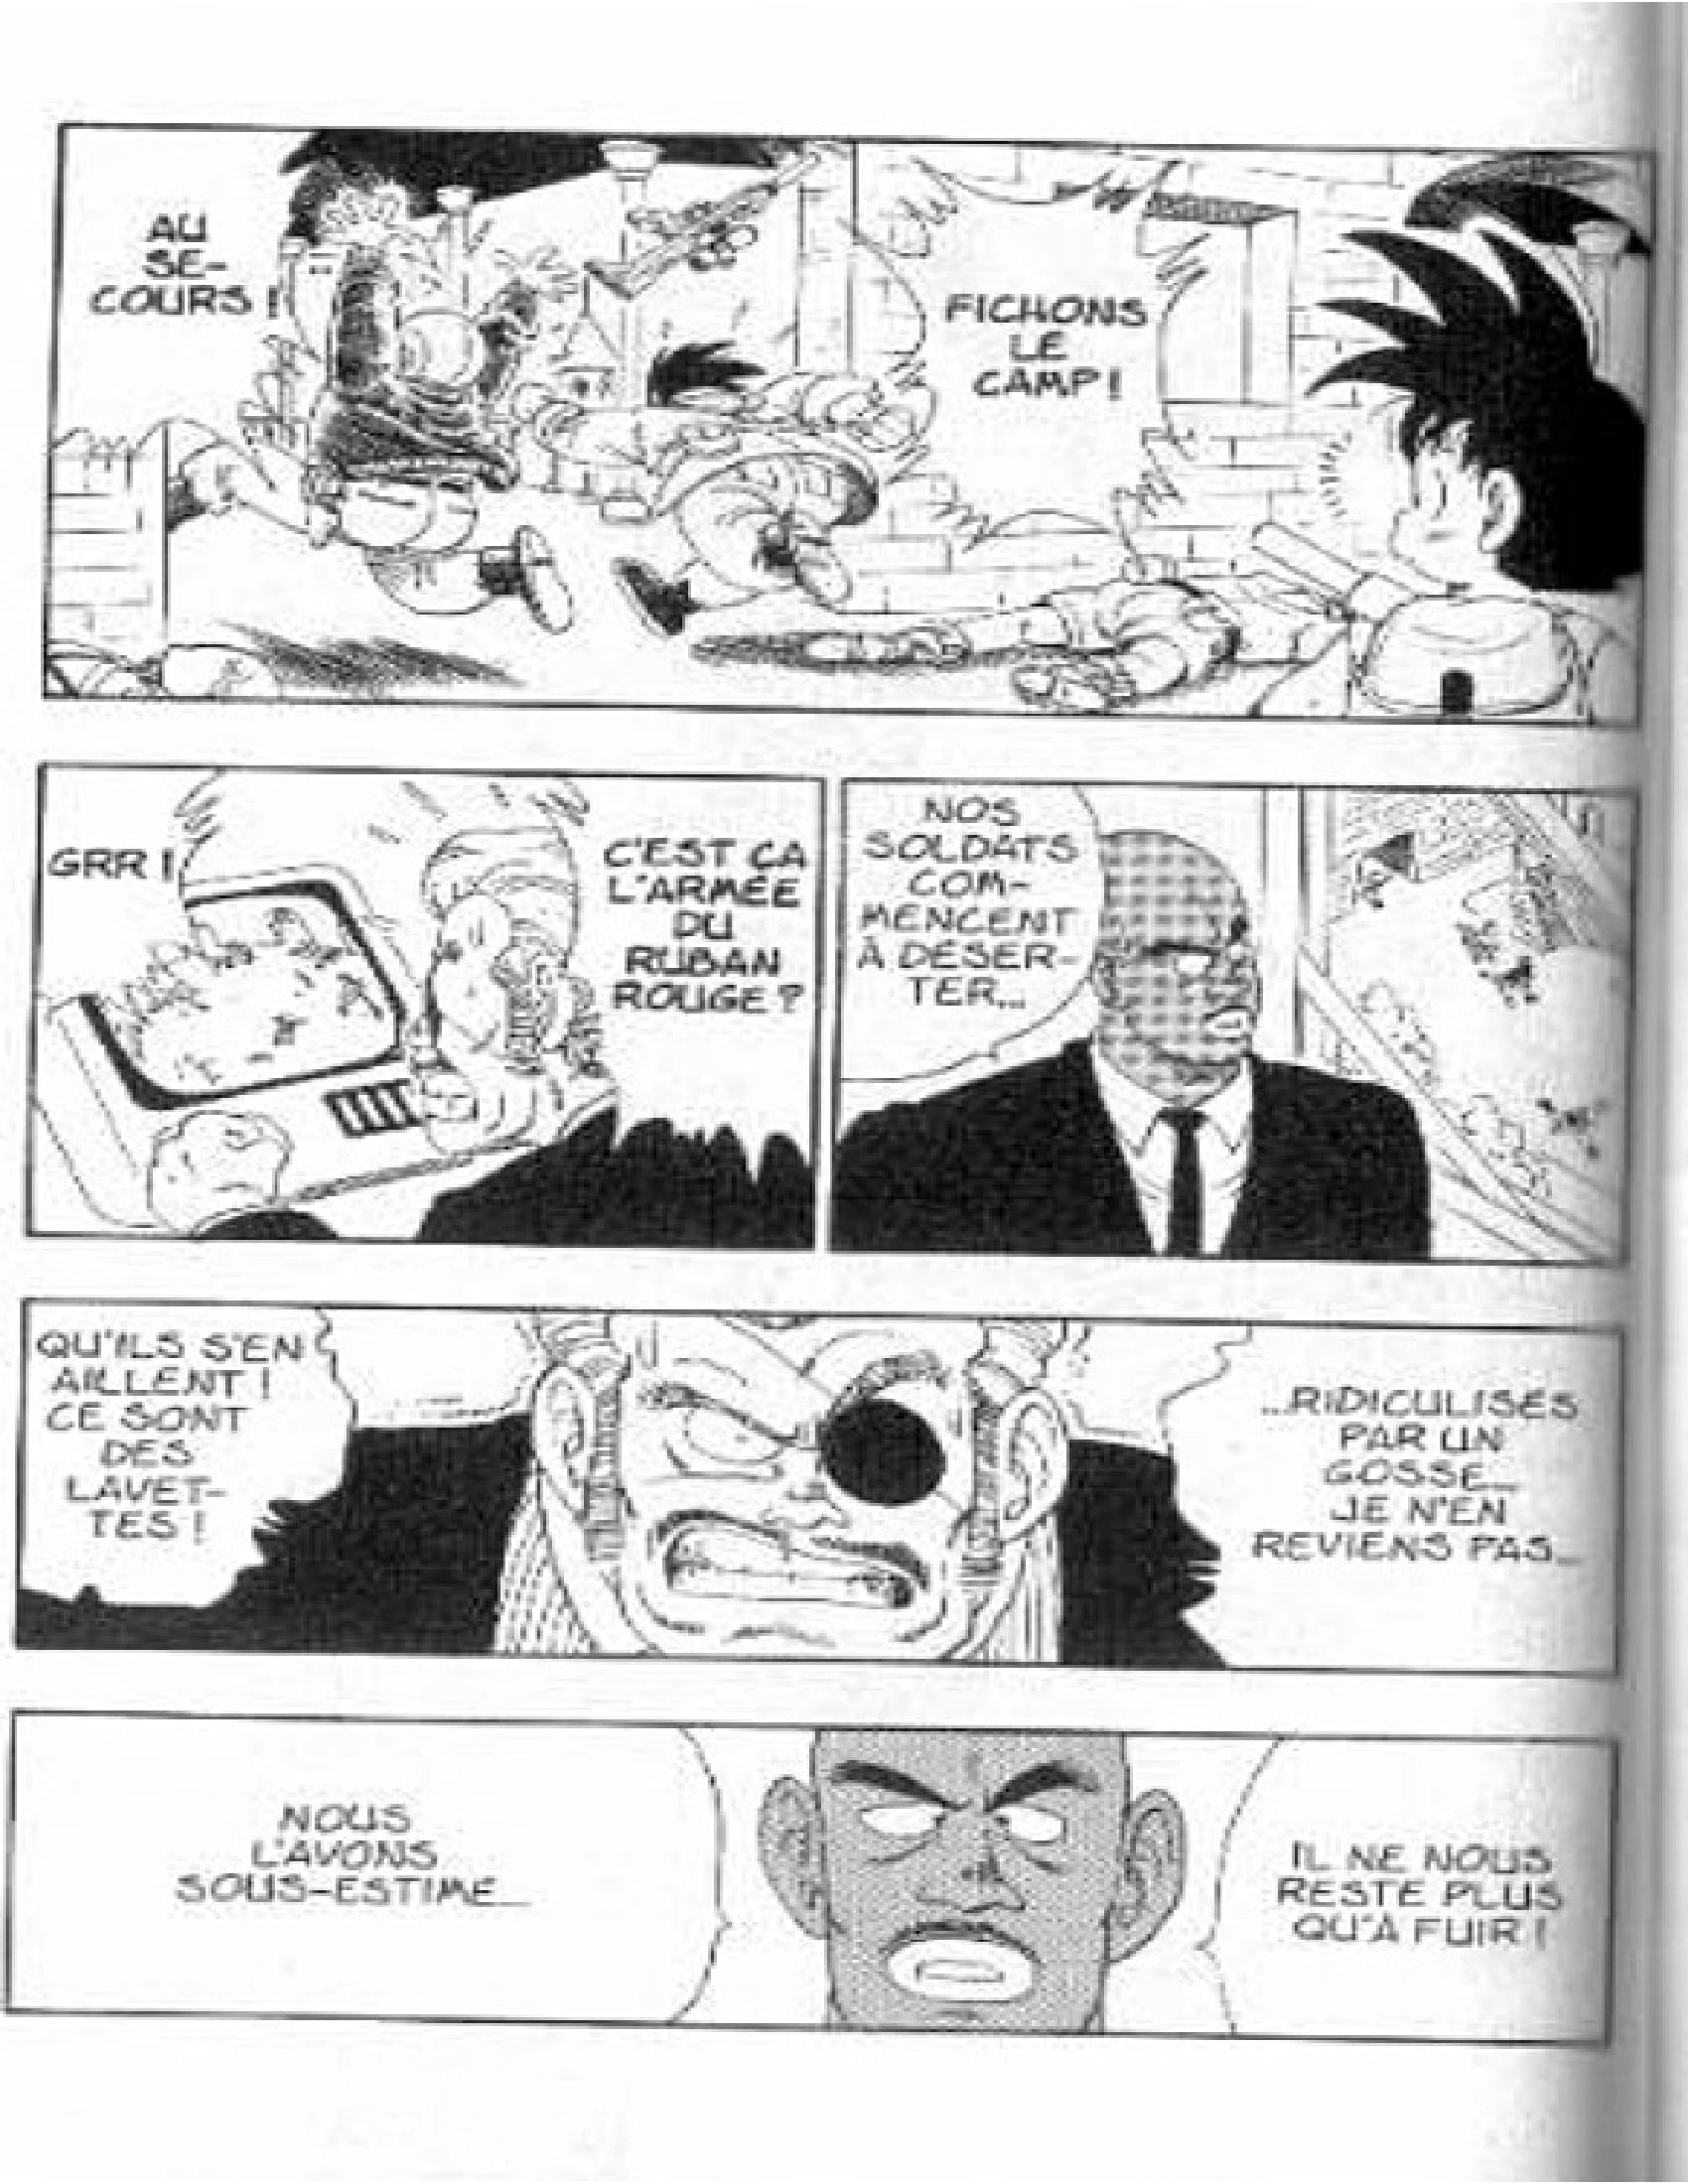 AU
SE-
COURS !
FICHONS
LE
CAMP !
GRR !
C'EST ÇA
L'ARMÉE
DU
RUBAN
ROUGE ?
NOS
SOLDATS
COM-
MENCENT
À DÉSER-
TER...
QU'ILS S'EN
AILLENT !
CE SONT
DES
LAVET-
TES !
...RIDICULISÉS
PAR UN
GOSSE...
JE N'EN
REVIENS PAS...
NOUS
L'AVONS
SOUS-ESTIMÉ...
IL NE NOUS
RESTE PLUS
QU'À FUIR !